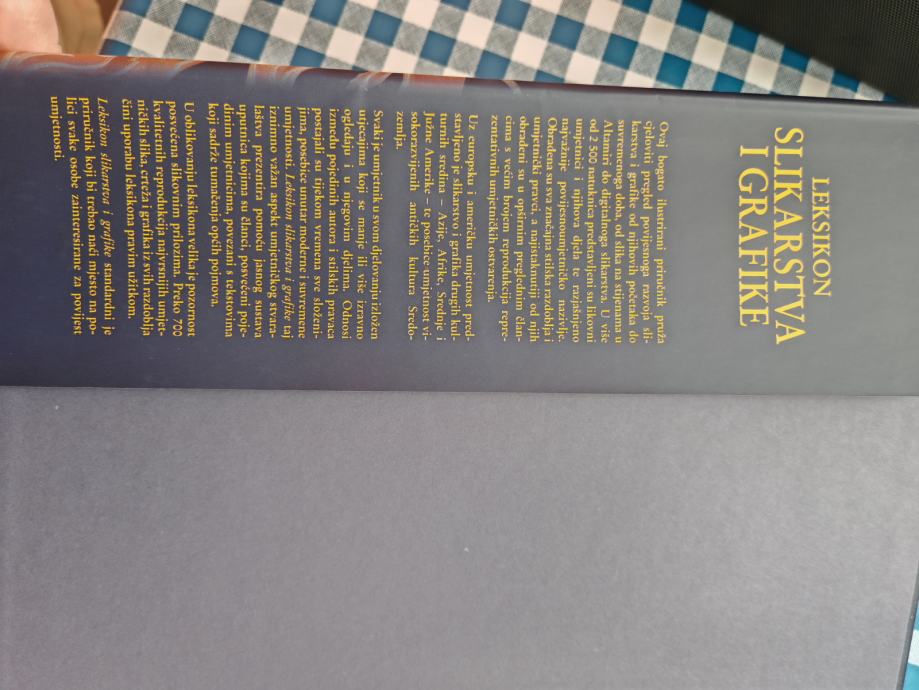 LEKSIKON
SLIKARSTVA
I GRAFIKE
Ovaj bogato ilustrirani priručnik pruža
cjelovit pregled povijesnoga razvoja sli-
karstva i grafike od njihovih početaka do
suvremenoga doba, od slika na stijenama u
Altamiri do digitalnoga slikarstva. U više
od 2 500 natuknica predstavljeni su likovni
umjetnici i njihova djela te razjašnjeno
najvažnije povijesnoumjetničko nazivlje.
Obrađena su sva značajna stilska razdoblja i
umjetnički pravci, a najistaknutiji od njih
obrađeni su u opširnim preglednim član-
cima s većim brojem reprodukcija repre-
zentativnih umjetničkih ostvarenja.
Uz europsku i američku umjetnost pred-
stavljeno je slikarstvo i grafika drugih kul-
turnih sredina – Azije, Afrike, Srednje i
Južne Amerike – te posebice umjetnost vi-
sokorazvijenih antičkih kultura Sredo-
zemlja.
Svaki je umjetnik u svom djelovanju izložen
utjecajima koji se manje ili više izravno
ogledaju i u njegovim djelima. Odnosi
između pojedinih autora i stilskih pravaca
postajali su tijekom vremena sve složeni-
jima, posebice unutar moderne i suvremene
umjetnosti. Leksikon slikarstva i grafike taj
iznimno važan aspekt umjetničkog stvara-
laštva prezentira pomoću jasnog sustava
uputnica kojima su članci, posvećeni poje-
dinim umjetnicima, povezani s tekstovima
koji sadrže tumačenja općih pojmova.
U oblikovanju leksikona velika je pozornost
posvećena slikovnim prilozima. Preko 700
kvalitetnih reprodukcija najvrsnijih umjet-
ničkih slika, crteža i grafika iz svih razdoblja
čini uporabu leksikona pravim užitkom.
Leksikon slikarstva i grafike standardni je
priručnik koji bi trebao naći mjesto na po-
lici svake osobe zainteresirane za povijest
umjetnosti.